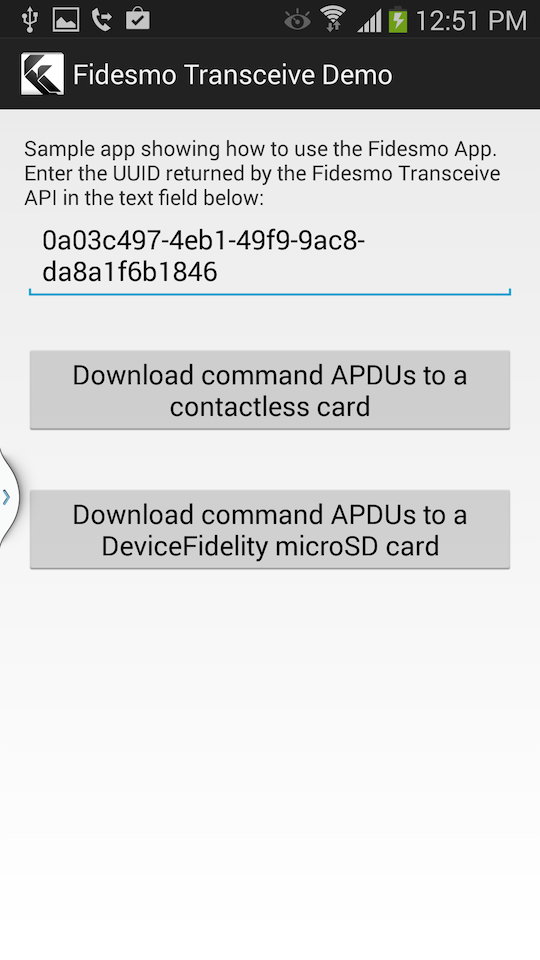 12:51 PM
Fidesmo Transceive Demo
Sample app showing how to use the Fidesmo App.
Enter the UUID returned by the Fidesmo Transceive
API in the text field below:
0a03c497-4eb1-49f9-9ac8-
da8a1f6b1846
Download command APDUs to a
contactless card
Download command APDUs to a
DeviceFidelity microSD card